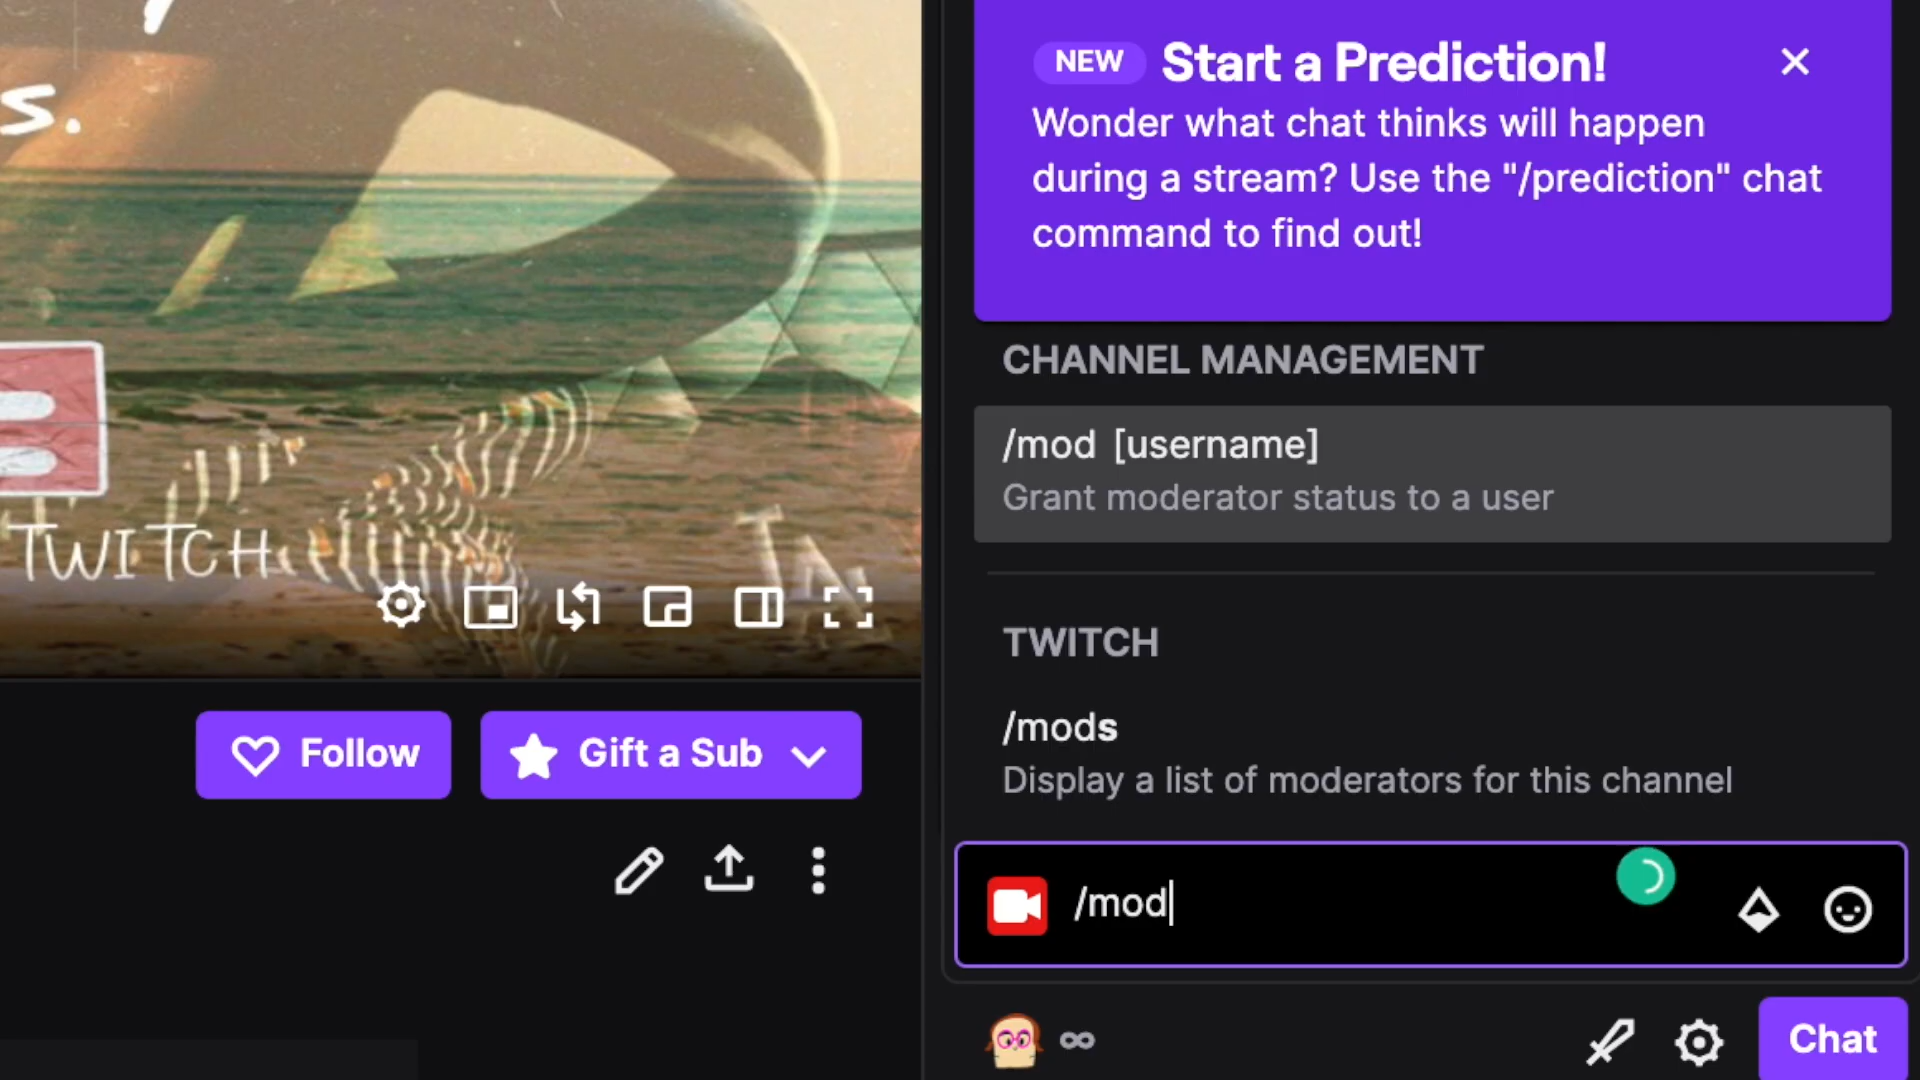 s.
TWITCH
NEW Start a Prediction!
Wonder what chat thinks will happen
during a stream? Use the "/prediction" chat
command to find out!
CHANNEL MANAGEMENT
/mod [username]
Grant moderator status to a user
TWITCH
/mods
Display a list of moderators for this channel
/mod
Follow
Gift a Sub
Chat